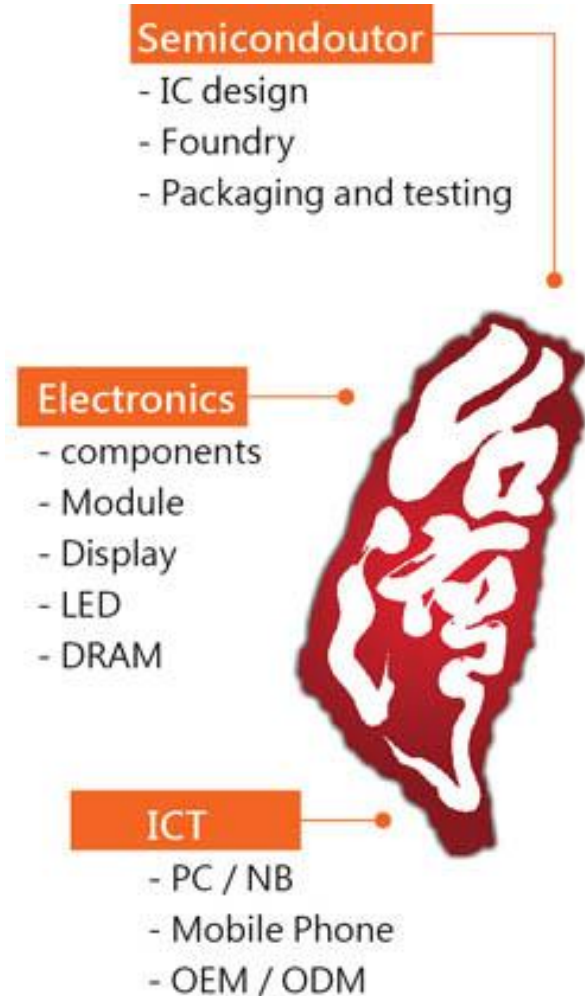 Semicondoutor
- IC design
- Foundry
- Packaging and testing
Electronics
- components
- Module
- Display
- LED
- DRAM
台灣
ICT
- PC / NB
- Mobile Phone
- OEM / ODM